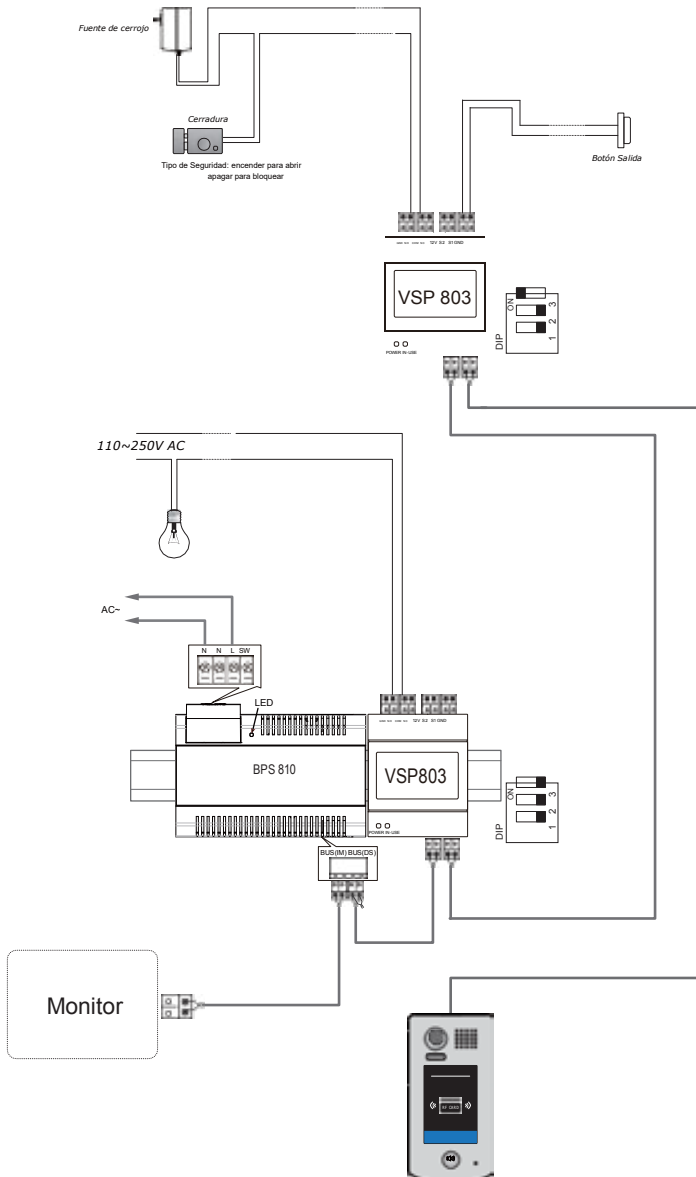 Fuente de cerrojo
Cerradura
Tipo de Seguridad: encender para abrir
apagar para bloquear
Botón Salida
12V S2 S1 GND
VSP 803
POWER IN-USE
ON
DIP
1 2 3
110~250V AC
AC~
N N L SW
LED
12V S2 S1 GND
BPS 810
VSP803
POWER IN-USE
ON
DIP
1 2 3
BUS(IM) BUS(DS)
Monitor